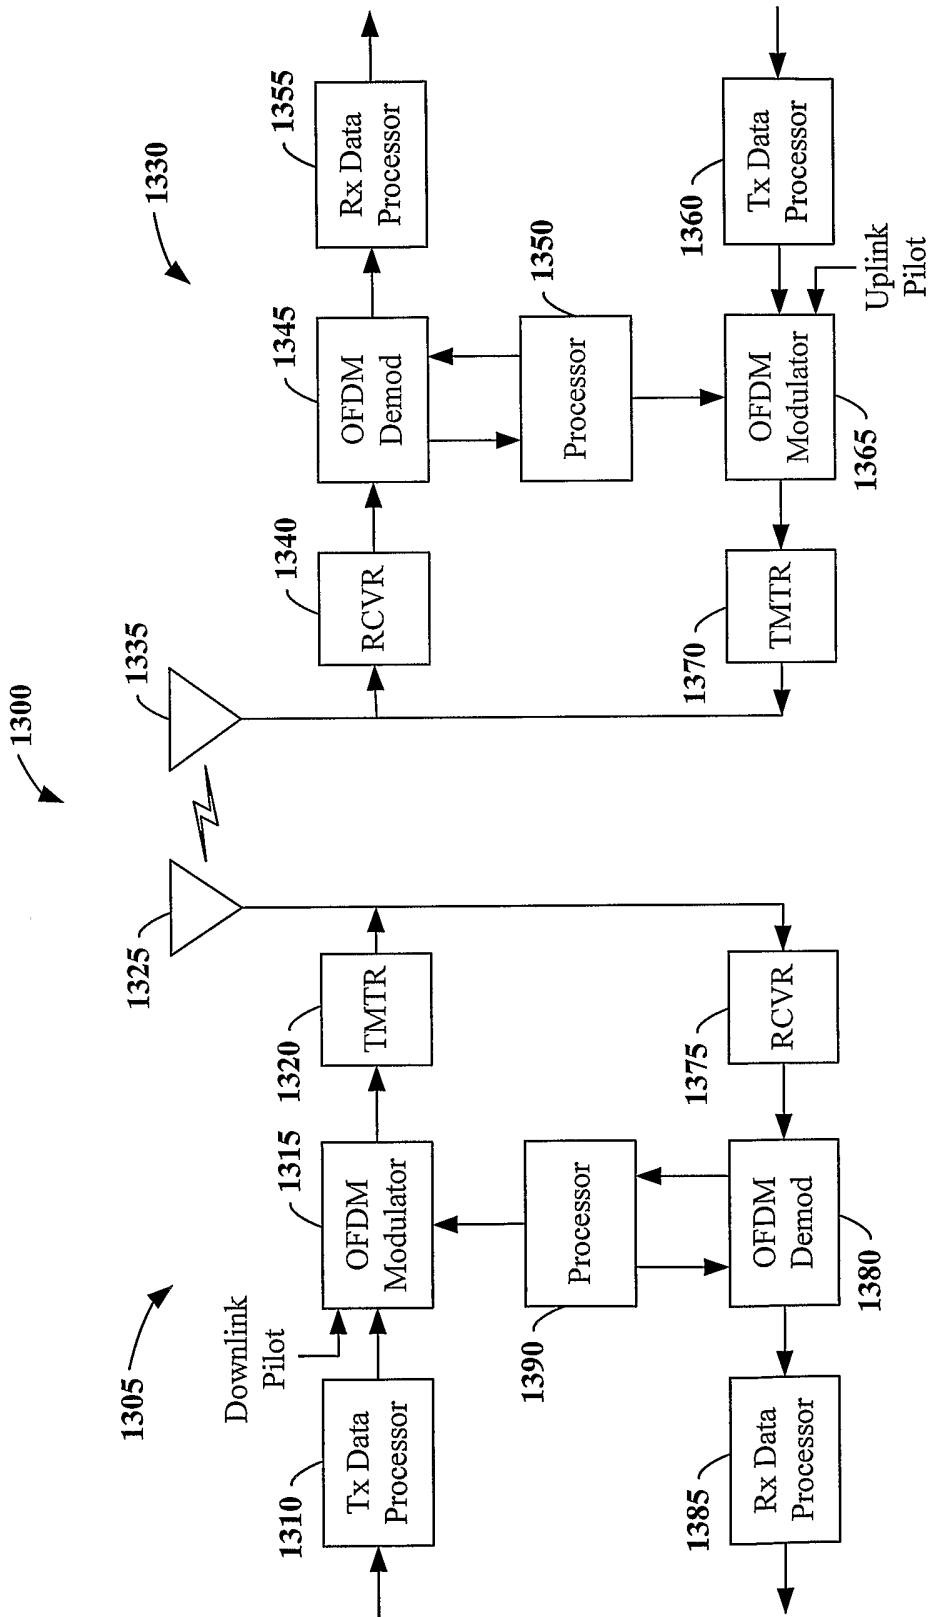 1300
1305
1330
1325
1335
Downlink
Pilot
1310
Tx Data
Processor
1315
OFDM
Modulator
1320
TMTR
1340
RCVR
1345
OFDM
Demod
1355
Rx Data
Processor
1390
Processor
1350
Processor
1385
Rx Data
Processor
1380
OFDM
Demod
1375
RCVR
1370
TMTR
1365
OFDM
Modulator
1360
Tx Data
Processor
Uplink
Pilot